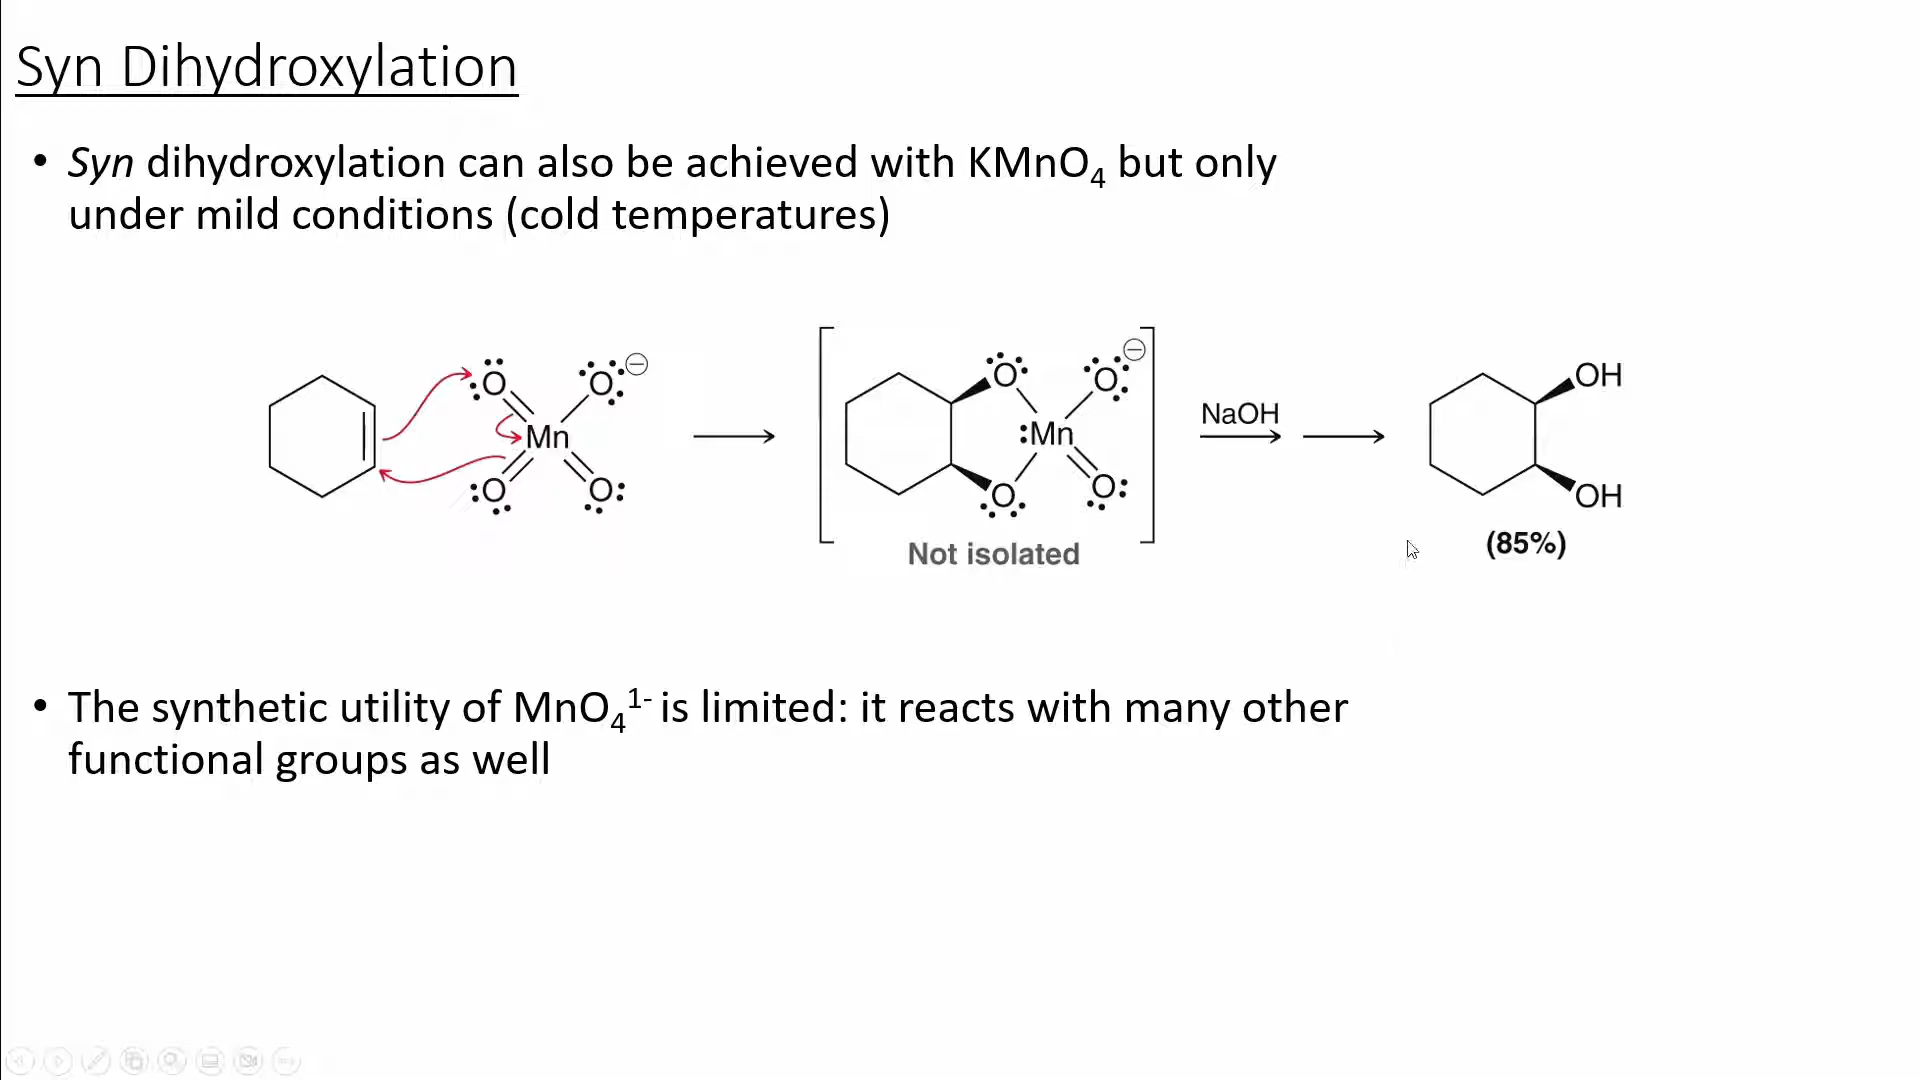 Syn Dihydroxylation
• Syn dihydroxylation can also be achieved with KMnO₄ but only
under mild conditions (cold temperatures)
O O ⊖
Mn
O O
O O ⊖
Mn
O O
Not isolated
NaOH
OH
OH
(85%)
• The synthetic utility of MnO₄¹⁻ is limited: it reacts with many other
functional groups as well